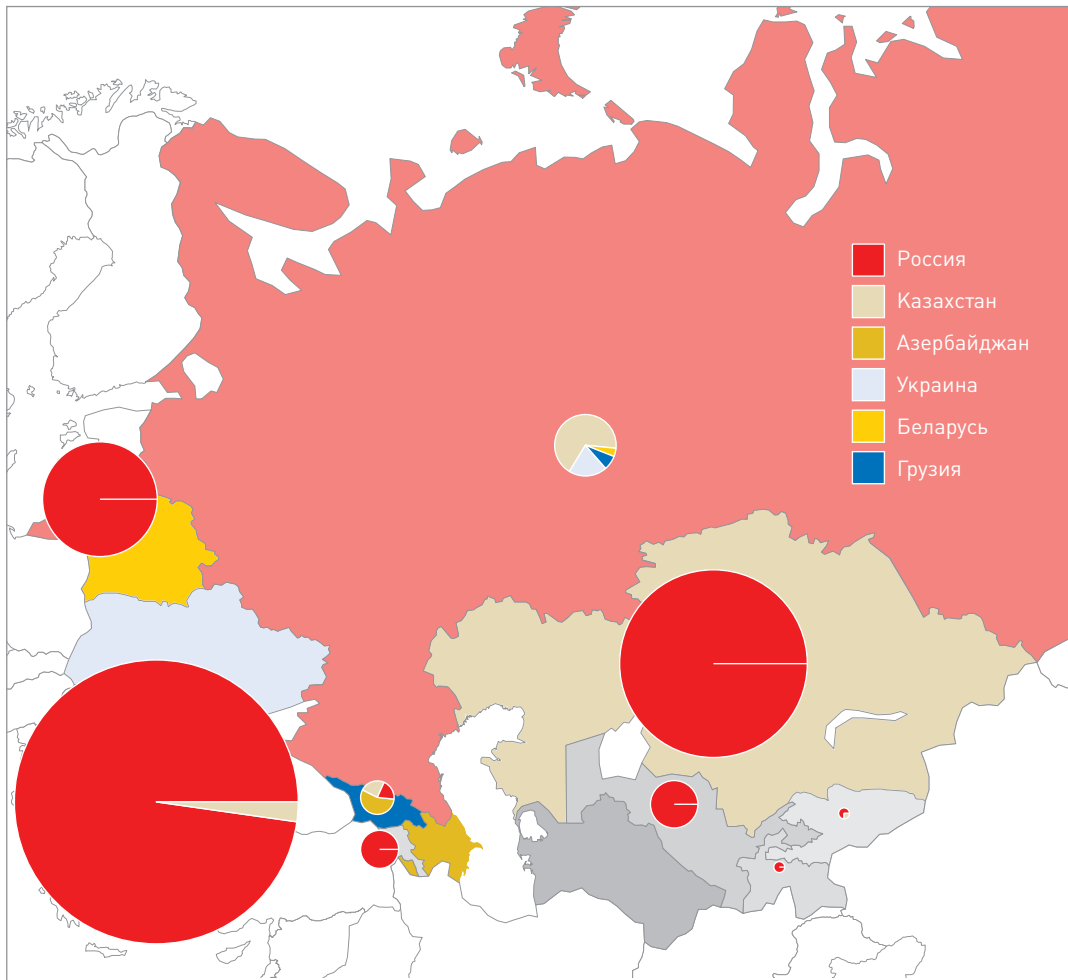 Россия
Казахстан
Азербайджан
Украина
Беларусь
Грузия